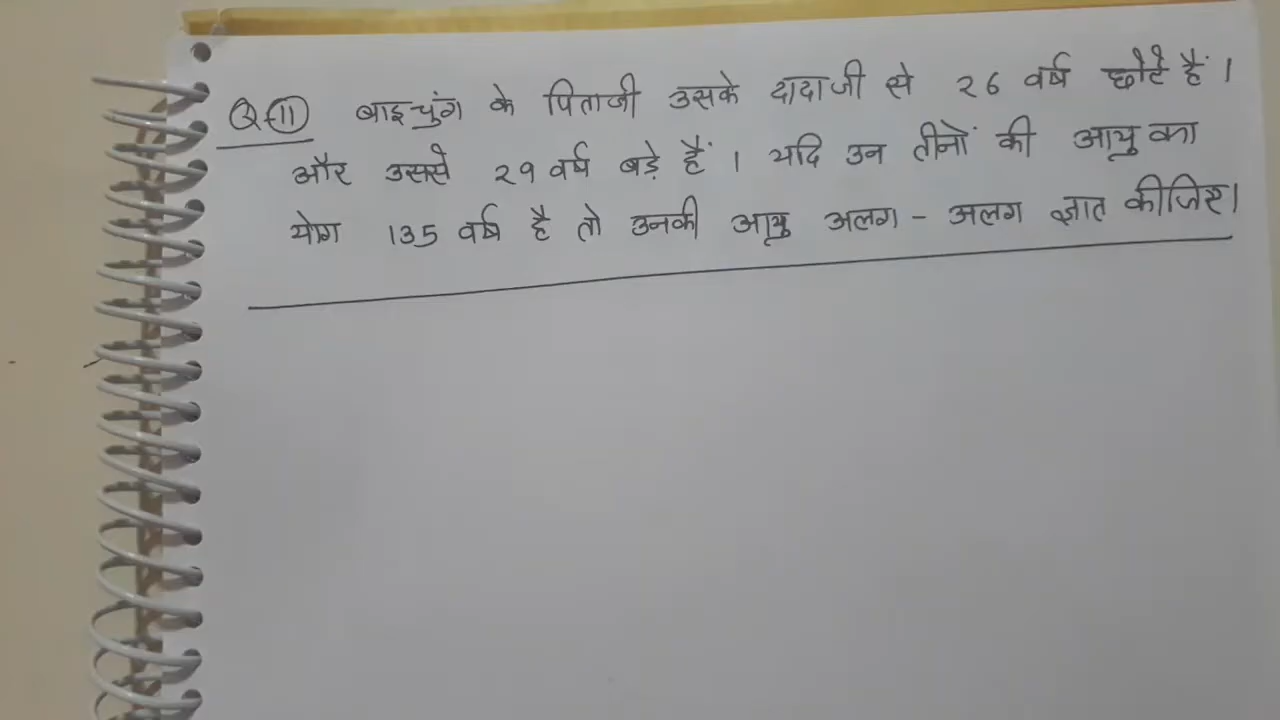 Q-11 बाइचुंग के पिताजी उसके दादाजी से 26 वर्ष छोटे हैं ।
और उससे 29 वर्ष बड़े हैं । यदि उन तीनों की आयु का
योग 135 वर्ष है तो उनकी आयु अलग - अलग ज्ञात कीजिए।